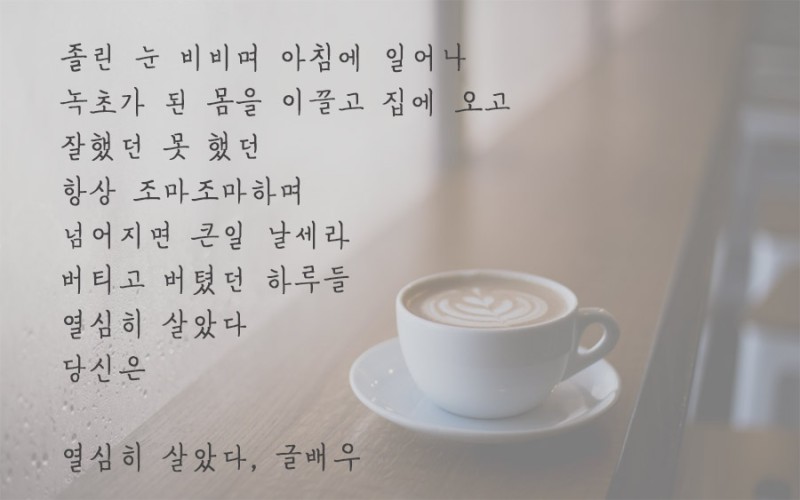 졸린 눈 비비며 아침에 일어나
녹초가 된 몸을 이끌고 집에 오고
잘했던 못 했던
항상 조마조마하며
넘어지면 큰일 날세라
버티고 버텼던 하루들
열심히 살았다
당신은
열심히 살았다, 글배우